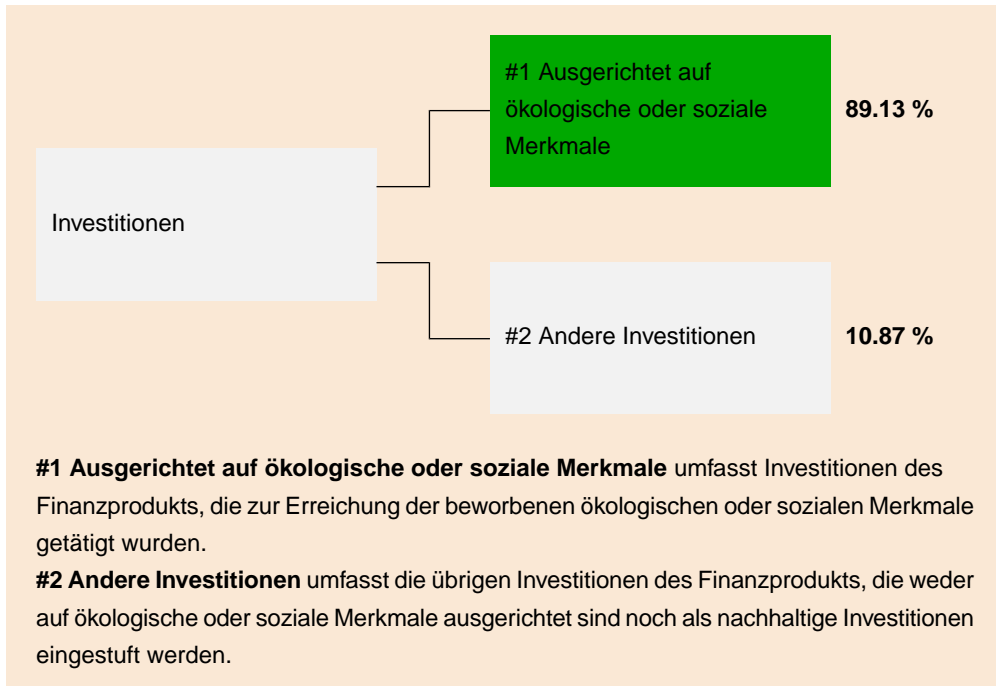 #1 Ausgerichtet auf
ökologische oder soziale
Merkmale
89.13 %
Investitionen
#2 Andere Investitionen
10.87 %
#1 Ausgerichtet auf ökologische oder soziale Merkmale umfasst Investitionen des
Finanzprodukts, die zur Erreichung der beworbenen ökologischen oder sozialen Merkmale
getätigt wurden.
#2 Andere Investitionen umfasst die übrigen Investitionen des Finanzprodukts, die weder
auf ökologische oder soziale Merkmale ausgerichtet sind noch als nachhaltige Investitionen
eingestuft werden.